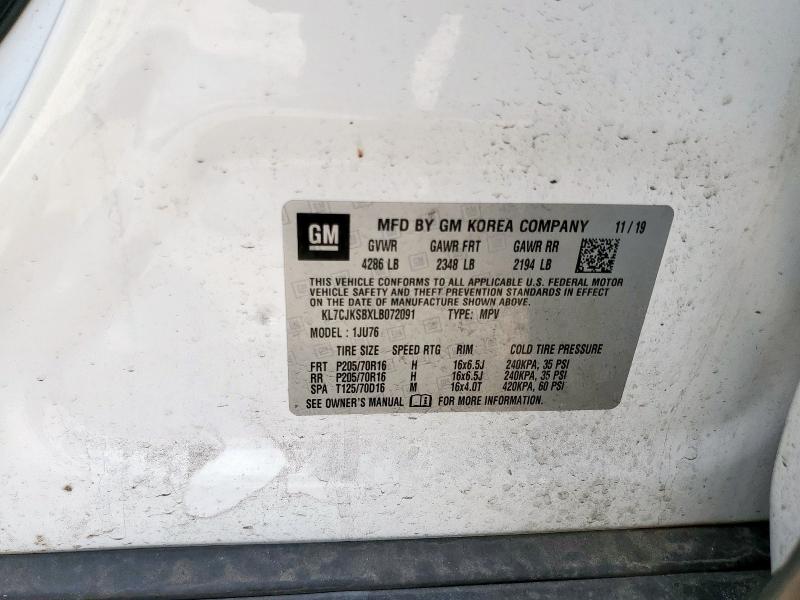 GM MFD BY GM KOREA COMPANY 11 / 19
GVWR GAWR FRT GAWR RR
4286 LB 2348 LB 2194 LB
THIS VEHICLE CONFORMS TO ALL APPLICABLE U.S. FEDERAL MOTOR
VEHICLE SAFETY AND THEFT PREVENTION STANDARDS IN EFFECT
ON THE DATE OF MANUFACTURE SHOWN ABOVE.
KL7CJKSBXLB072091 TYPE: MPV
MODEL : 1JU76
TIRE SIZE SPEED RTG RIM COLD TIRE PRESSURE
FRT P205/70R16 H 16x6.5J 240KPA, 35 PSI
RR P205/70R16 H 16x6.5J 240KPA, 35 PSI
SPA T125/70D16 M 16x4.0T 420KPA, 60 PSI
SEE OWNER'S MANUAL FOR MORE INFORMATION.